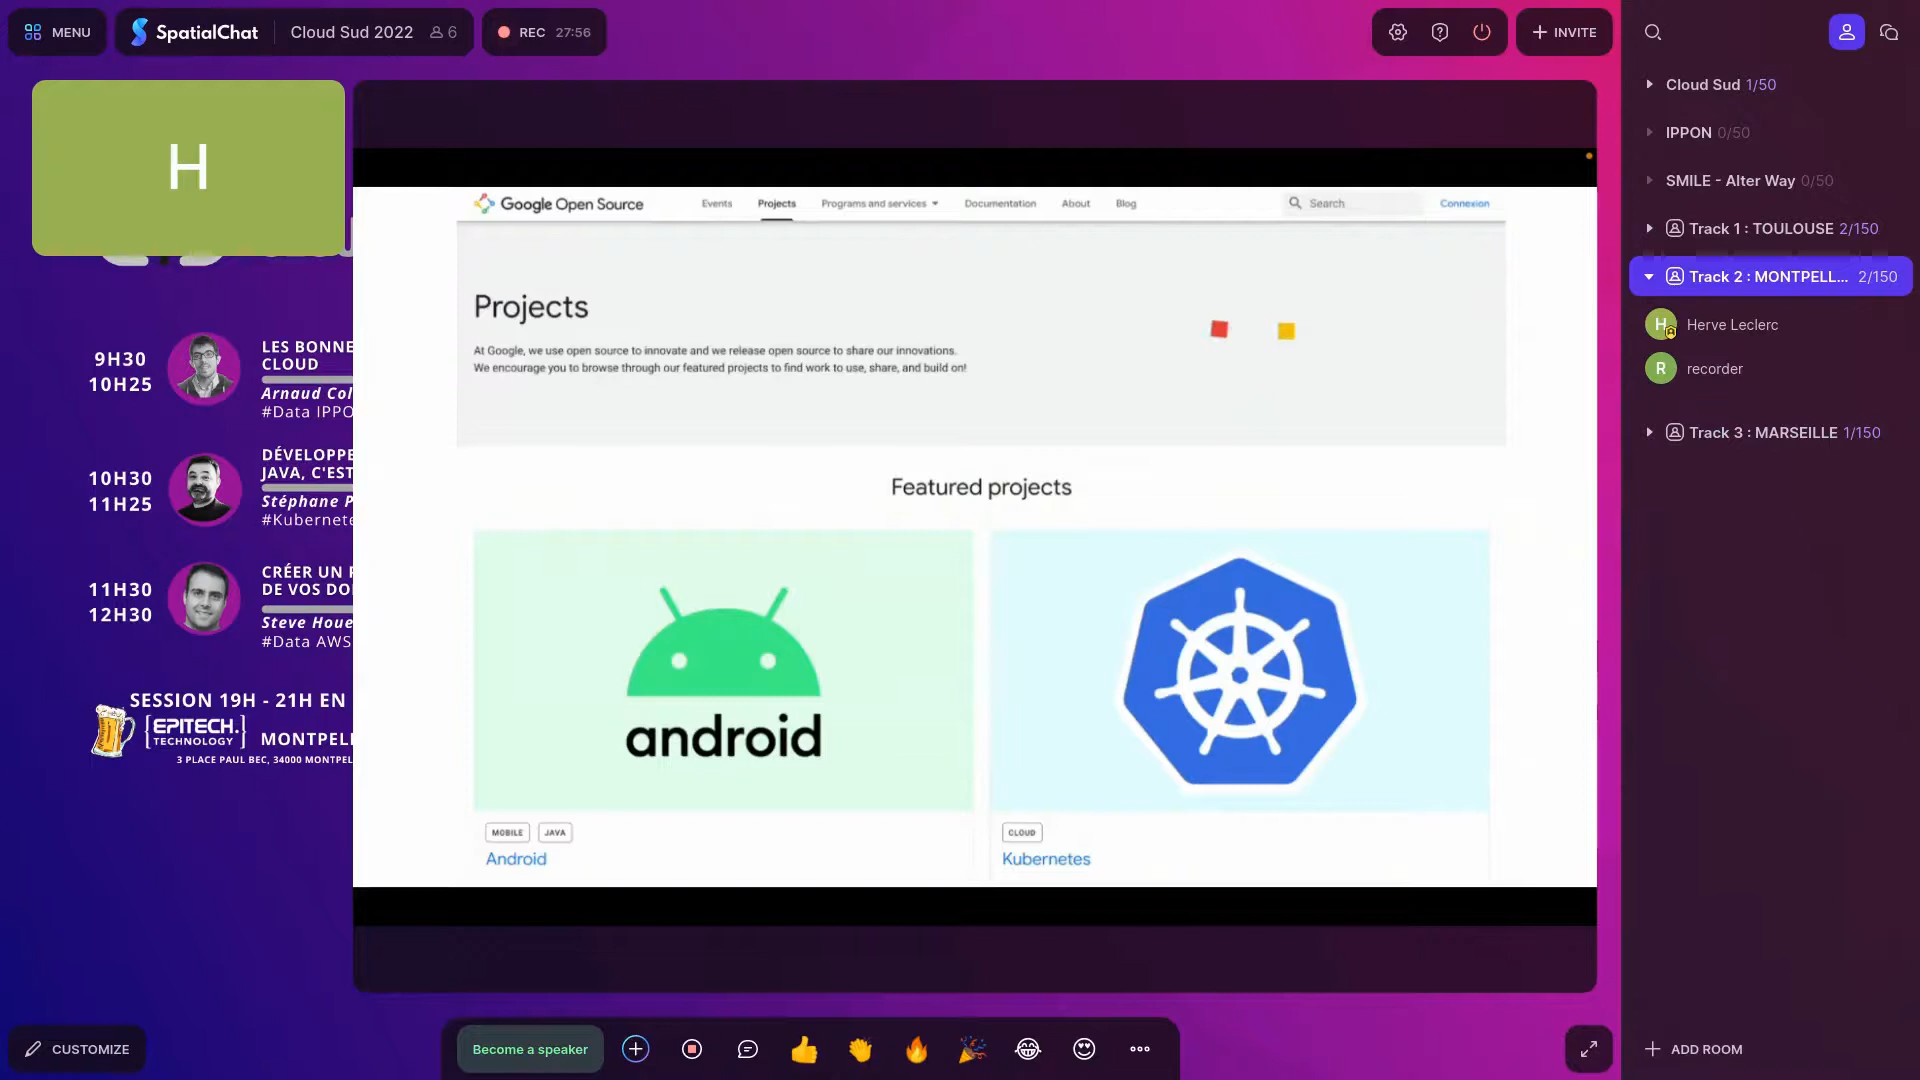 MENU
SpatialChat
Cloud Sud 2022
6
REC 27:56
INVITE
H
9H30
10H25
LES BONNE
CLOUD
Arnaud Col
#Data IPPO
10H30
11H25
DÉVELOPPE
JAVA, C'EST
Stéphane P
#Kubernete
11H30
12H30
CRÉER UN
DE VOS DO
Steve Houe
#Data AWS
SESSION 19H - 21H EN
[EPITECH.]
TECHNOLOGY
MONTPEL
3 PLACE PAUL BEC, 34000 MONTPEL
Google Open Source
Events
Projects
Programs and services
Documentation
About
Blog
Search
Connexion
Projects
At Google, we use open source to innovate and we release open source to share our innovations.
We encourage you to browse through our featured projects to find work to use, share, and build on!
Featured projects
android
MOBILE
JAVA
Android
CLOUD
Kubernetes
Cloud Sud 1/50
IPPON 0/50
SMILE - Alter Way 0/50
Track 1 : TOULOUSE 2/150
Track 2 : MONTPELL... 2/150
H Herve Leclerc
R recorder
Track 3 : MARSEILLE 1/150
CUSTOMIZE
Become a speaker
ADD ROOM